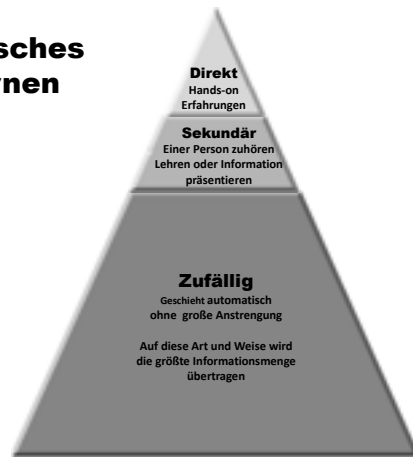 sches
nen
Direkt
Hands-on
Erfahrungen
Sekundär
Einer Person zuhören
Lehren oder Information
präsentieren
Zufällig
Geschieht automatisch
ohne große Anstrengung
Auf diese Art und Weise wird
die größte Informationsmenge
übertragen